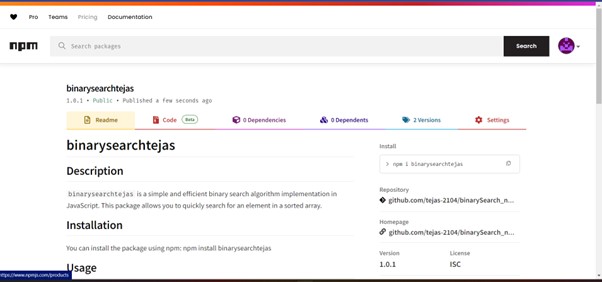 Pro Teams Pricing Documentation
npm Search packages Search
binarysearchtejas
1.0.1 • Public • Published a few seconds ago
Readme Code Beta 0 Dependencies 0 Dependents 2 Versions Settings
binarysearchtejas
Description
binarysearchtejas is a simple and efficient binary search algorithm implementation in
JavaScript. This package allows you to quickly search for an element in a sorted array.
Installation
You can install the package using npm: npm install binarysearchtejas
Usage
Install
> npm i binarysearchtejas
Repository
github.com/tejas-2104/binarySearch_n...
Homepage
github.com/tejas-2104/binarySearch_n...
Version License
1.0.1 ISC
https://www.npmjs.com/products